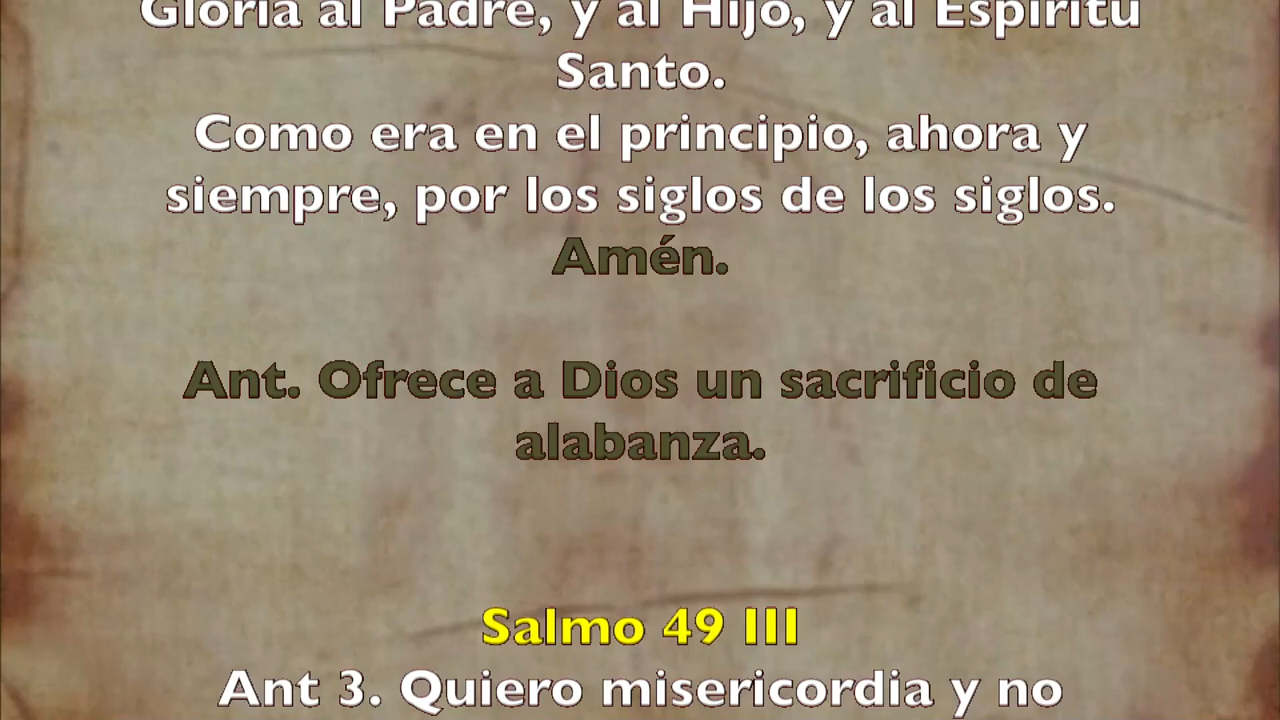 Gloria al Padre, y al Hijo, y al Espíritu
Santo.
Como era en el principio, ahora y
siempre, por los siglos de los siglos.
Amén.
Ant. Ofrece a Dios un sacrificio de
alabanza.
Salmo 49 III
Ant 3. Quiero misericordia y no